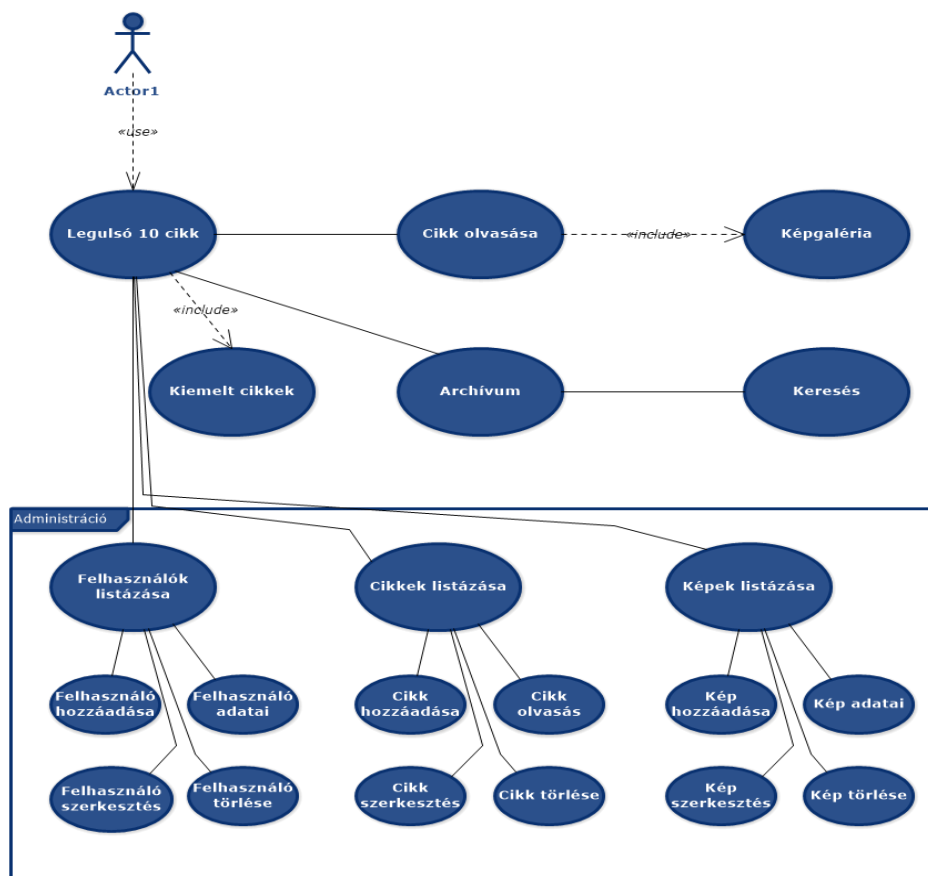 Actor1
«use»
Legulsó 10 cikk
Cikk olvasása
«include»
Képgaléria
«include»
Kiemelt cikkek
Archívum
Keresés
Administráció
Felhasználók
listázása
Cikkek listázása
Képek listázása
Felhasználó
hozzáadása
Felhasználó
adatai
Cikk
hozzáadása
Cikk
olvasás
Kép
hozzáadása
Kép adatai
Felhasználó
szerkesztés
Felhasználó
törlése
Cikk
szerkesztés
Cikk törlése
Kép
szerkesztés
Kép törlése